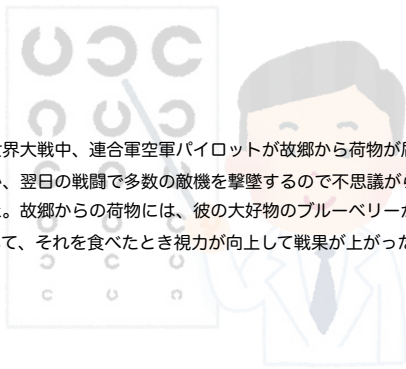 界大戦中、連合軍空軍パイロットが故郷から荷物が
、翌日の戦闘で多数の敵機を撃墜するので不思議が
。故郷からの荷物には、彼の大好物のブルーベリーが
て、それを食べたとき視力が向上して戦果が上がった